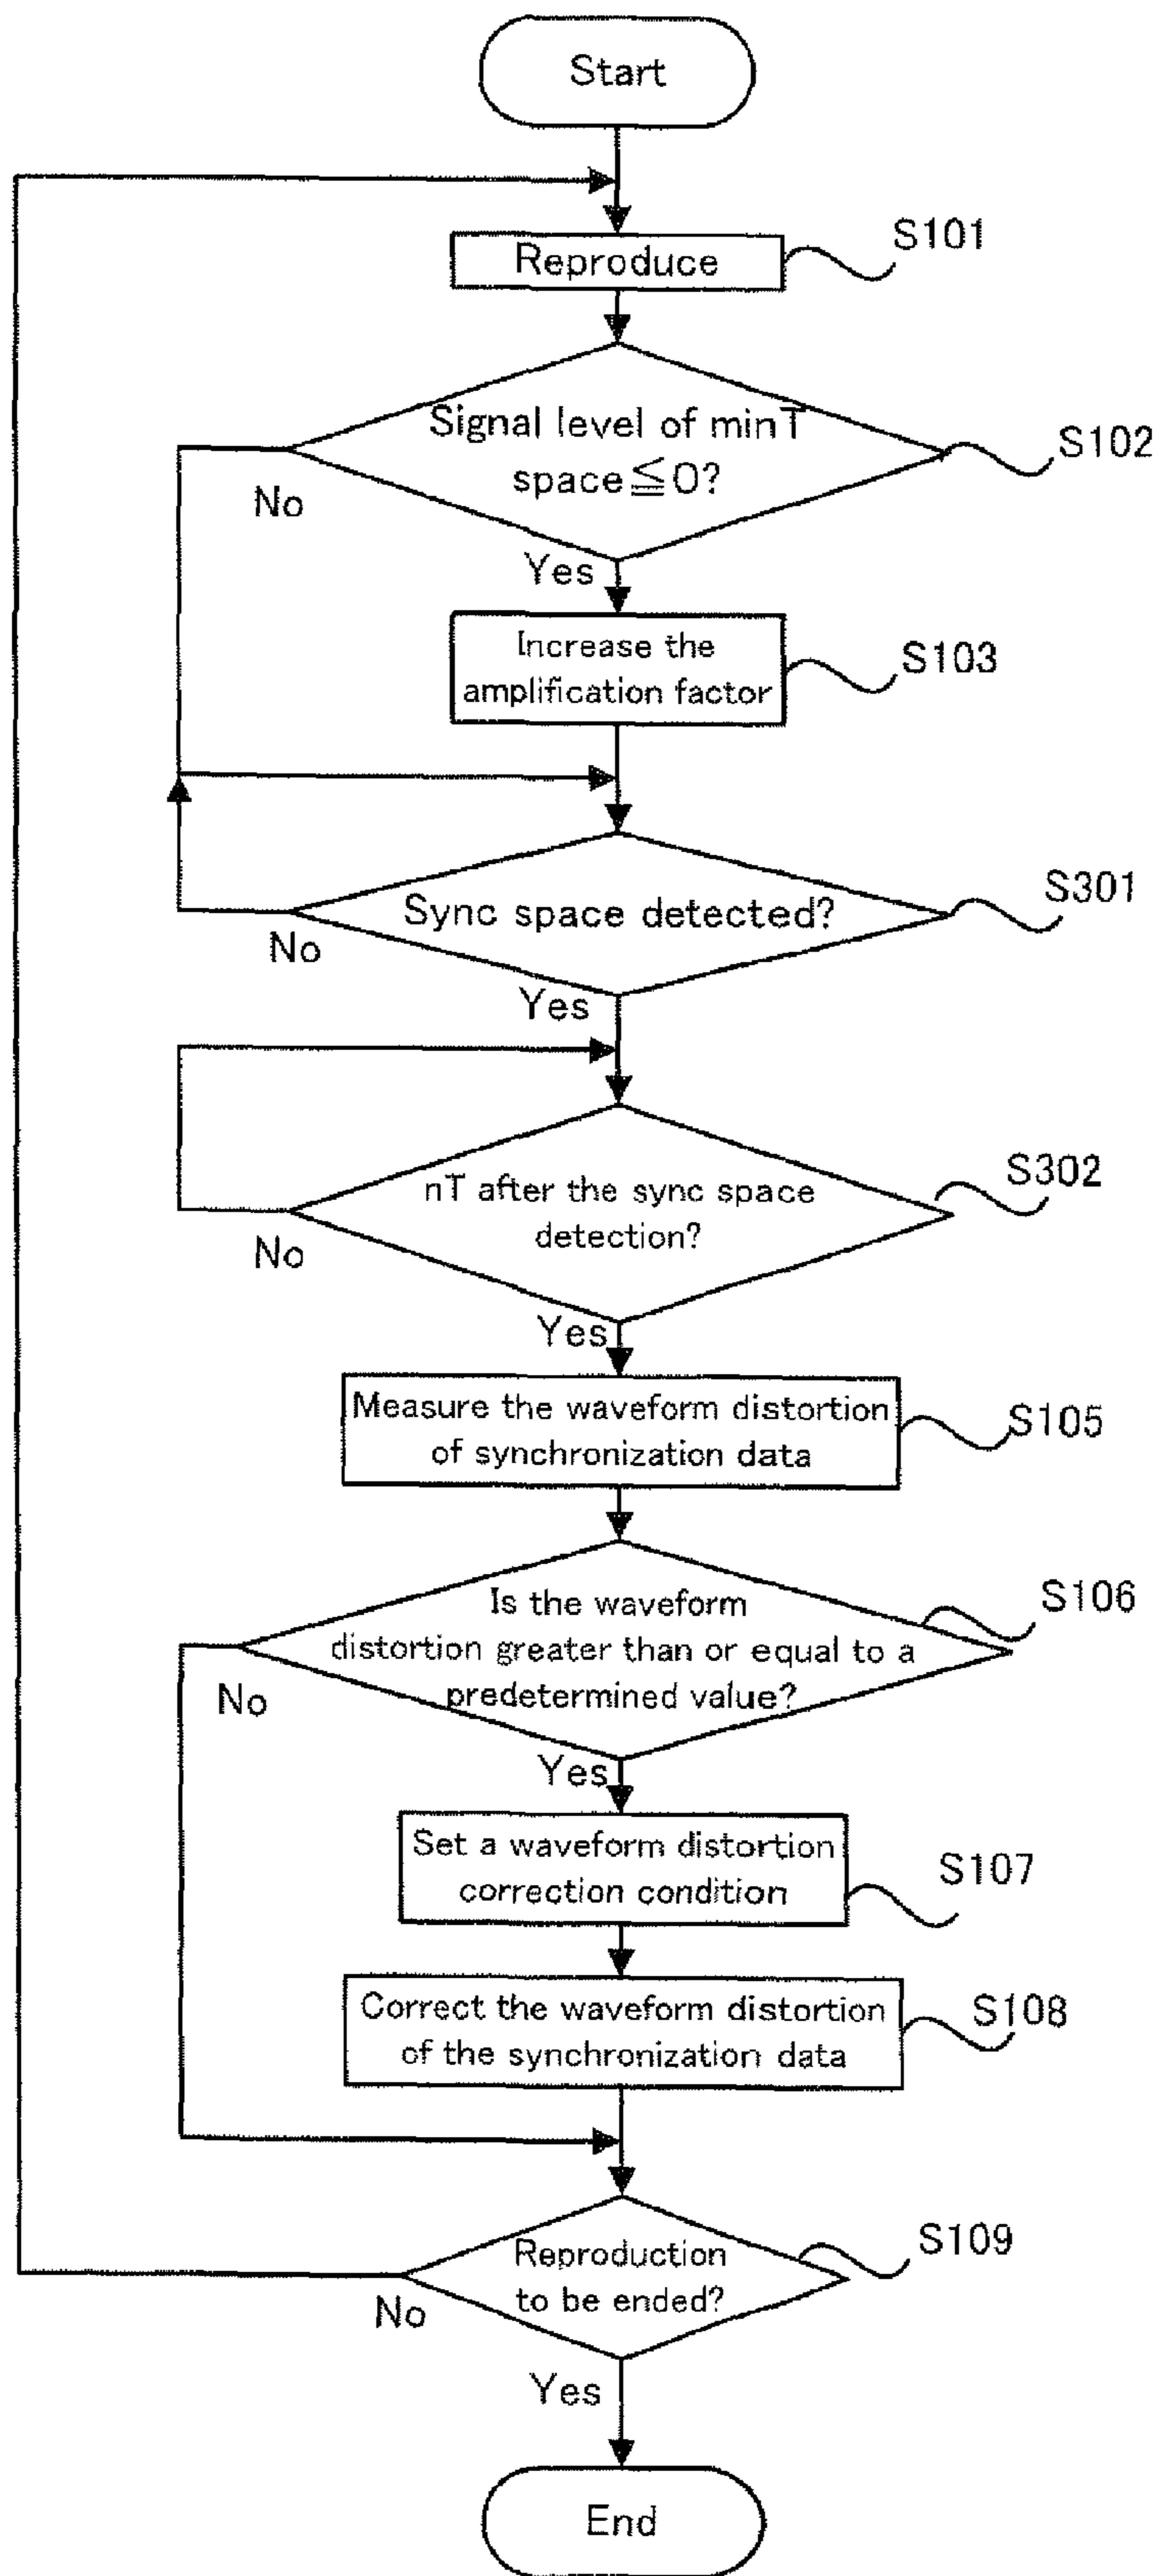 Start
S101
Reproduce
Signal level of minT
space≦0?
S102
No
Yes
Increase the
amplification factor
S103
Sync space detected?
S301
No
Yes
nT after the sync space
detection?
S302
No
Yes
Measure the waveform distortion
of synchronization data
S105
Is the waveform
distortion greater than or equal to a
predetermined value?
S106
No
Yes
Set a waveform distortion
correction condition
S107
Correct the waveform distortion
of the synchronization data
S108
Reproduction
to be ended?
S109
No
Yes
End